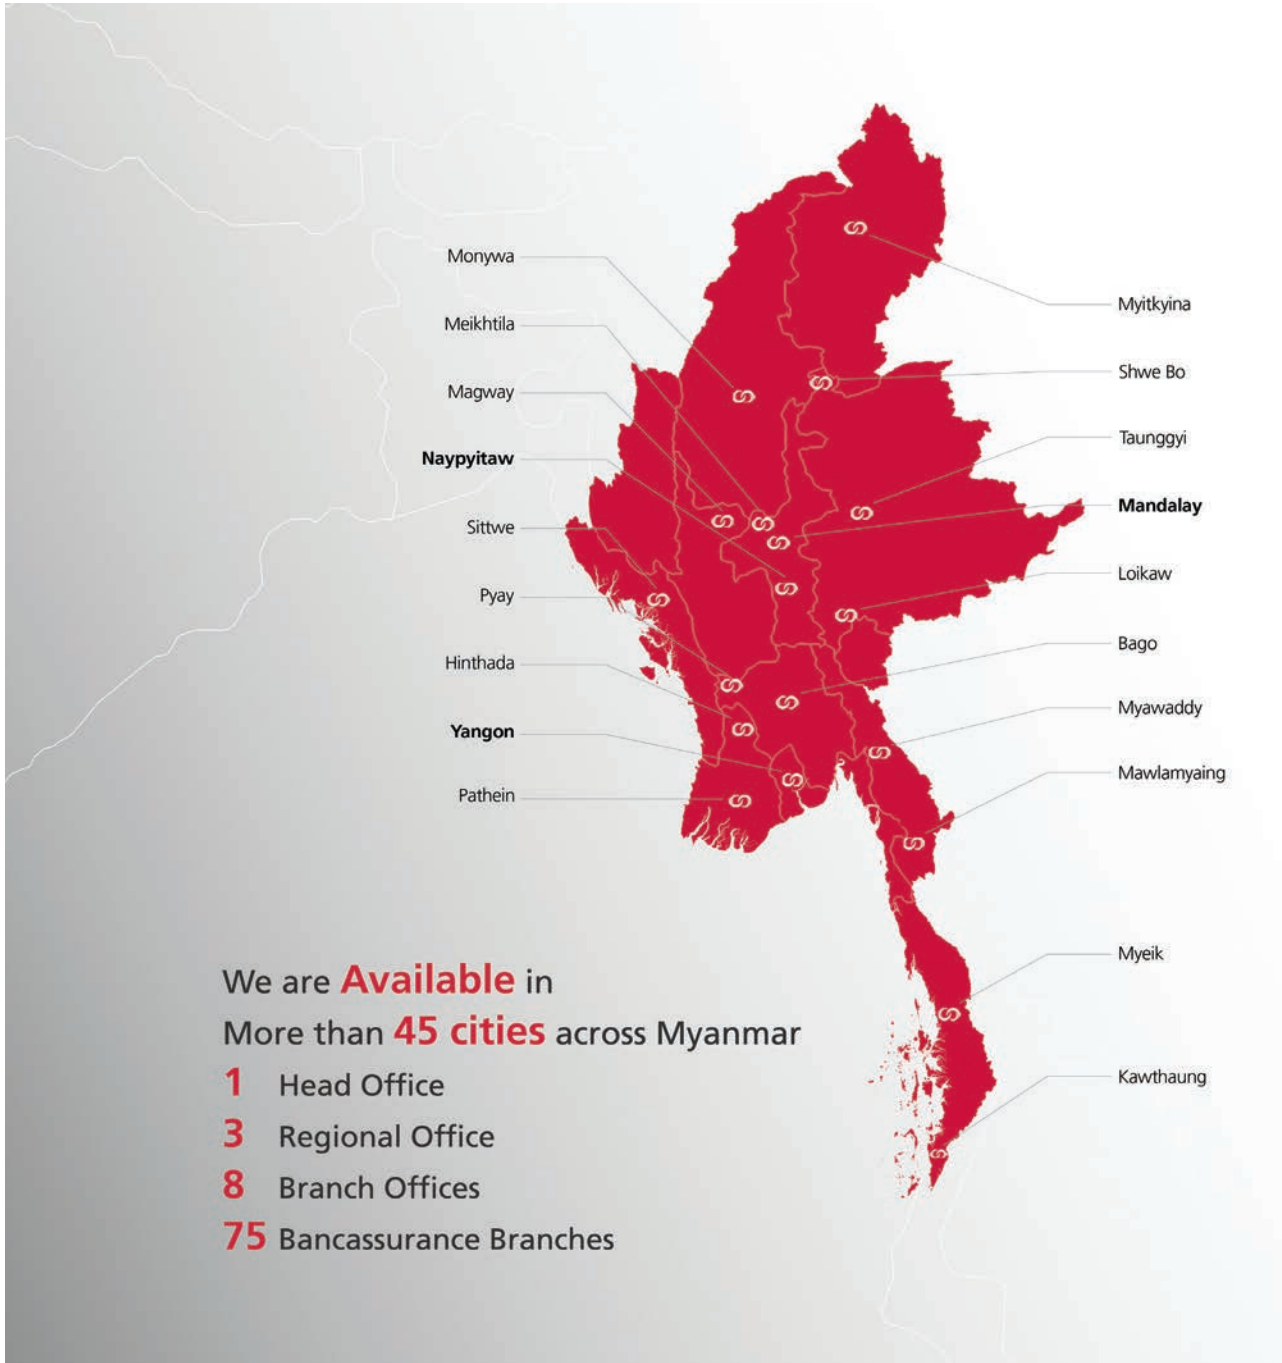 Monywa
Meikhtila
Magway
Naypyitaw
Sittwe
Pyay
Hinthada
Yangon
Pathein
Myitkyina
Shwe Bo
Taunggyi
Mandalay
Loikaw
Bago
Myawaddy
Mawlamyaing
Myeik
Kawthaung
We are Available in
More than 45 cities across Myanmar
1 Head Office
3 Regional Office
8 Branch Offices
75 Bancassurance Branches